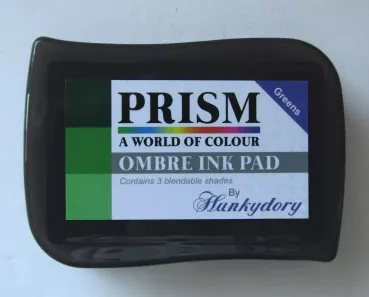 Greens
PRISM
A WORLD OF COLOUR
OMBRE INK PAD
Contains 3 blendable shades
By
Hunkydory